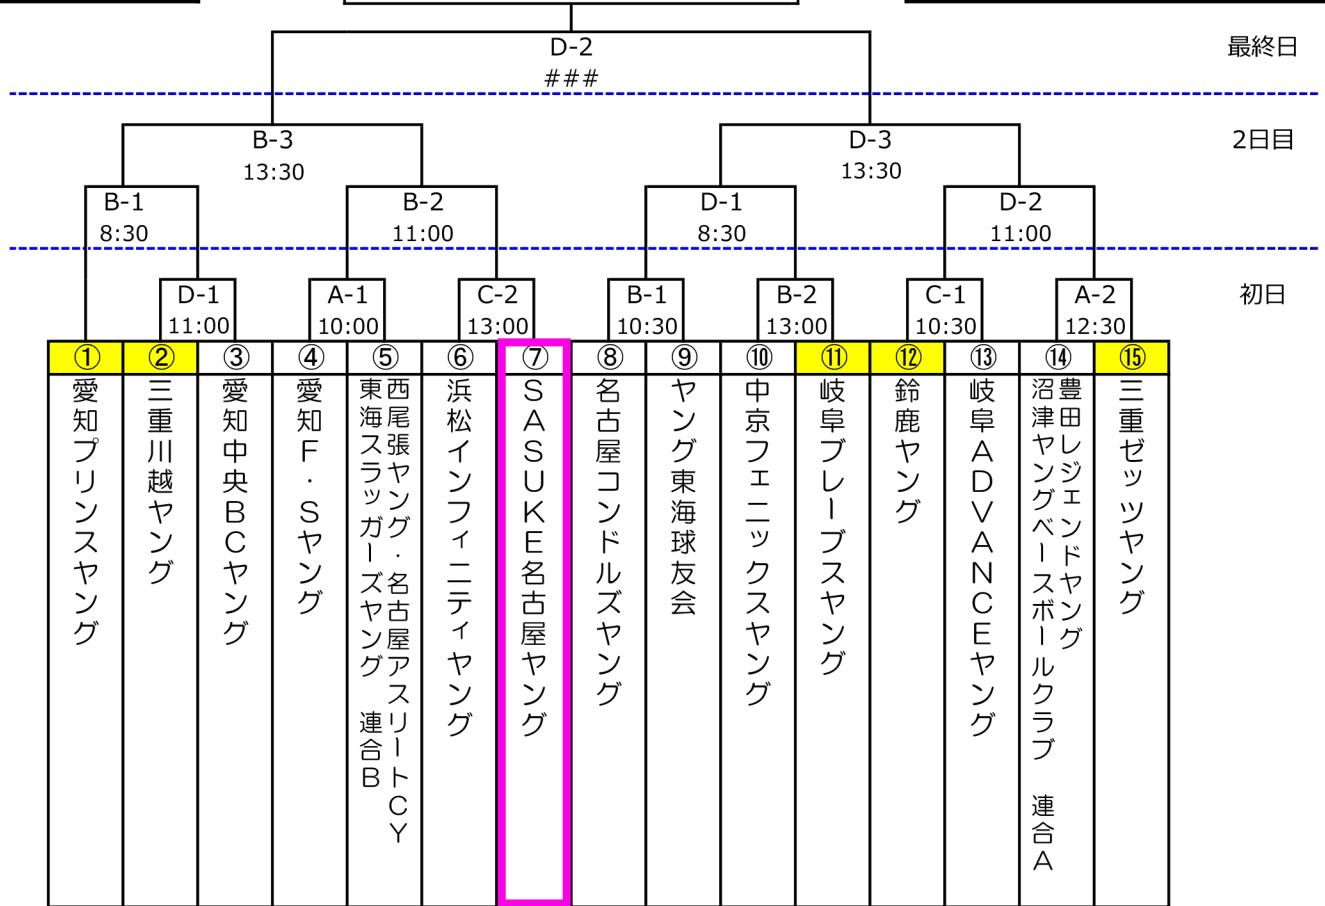 D-2
最終日
###
B-3
D-3
2日目
13:30
13:30
B-1
B-2
D-1
D-2
8:30
11:00
8:30
11:00
D-1
A-1
C-2
B-1
B-2
C-1
A-2
初日
11:00
10:00
13:00
10:30
13:00
10:30
12:30
①
②
③
④
⑤
⑥
⑦
⑧
⑨
⑩
⑪
⑫
⑬
⑭
⑮
愛知プリンスヤング
三重川越ヤング
愛知中央BCヤング
愛知F・Sヤング
西尾張ヤング・名古屋アスリートCY
東海スラッガーズヤング 連合B
浜松インフィニティヤング
SASUKE名古屋ヤング
名古屋コンドルズヤング
ヤング東海球友会
中京フェニックスヤング
岐阜ブレーブスヤング
鈴鹿ヤング
岐阜ADVANCEヤング
豊田レジェンドヤング
沼津ヤングベースボールクラブ 連合A
三重ゼッツヤング